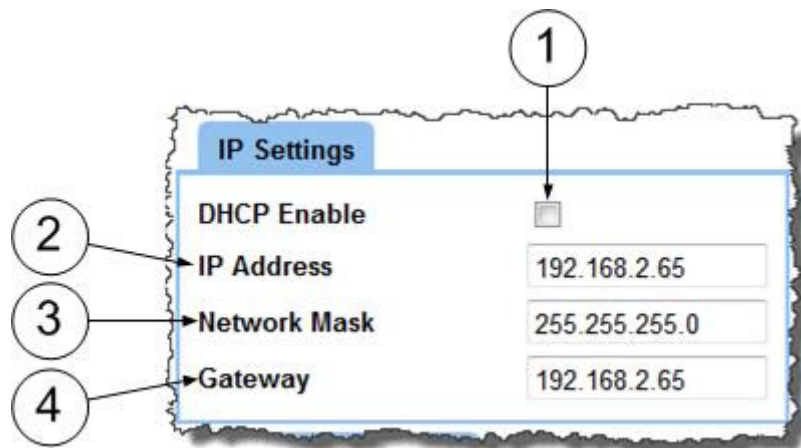 1
IP Settings
DHCP Enable
2
IP Address 192.168.2.65
3
Network Mask 255.255.255.0
4
Gateway 192.168.2.65